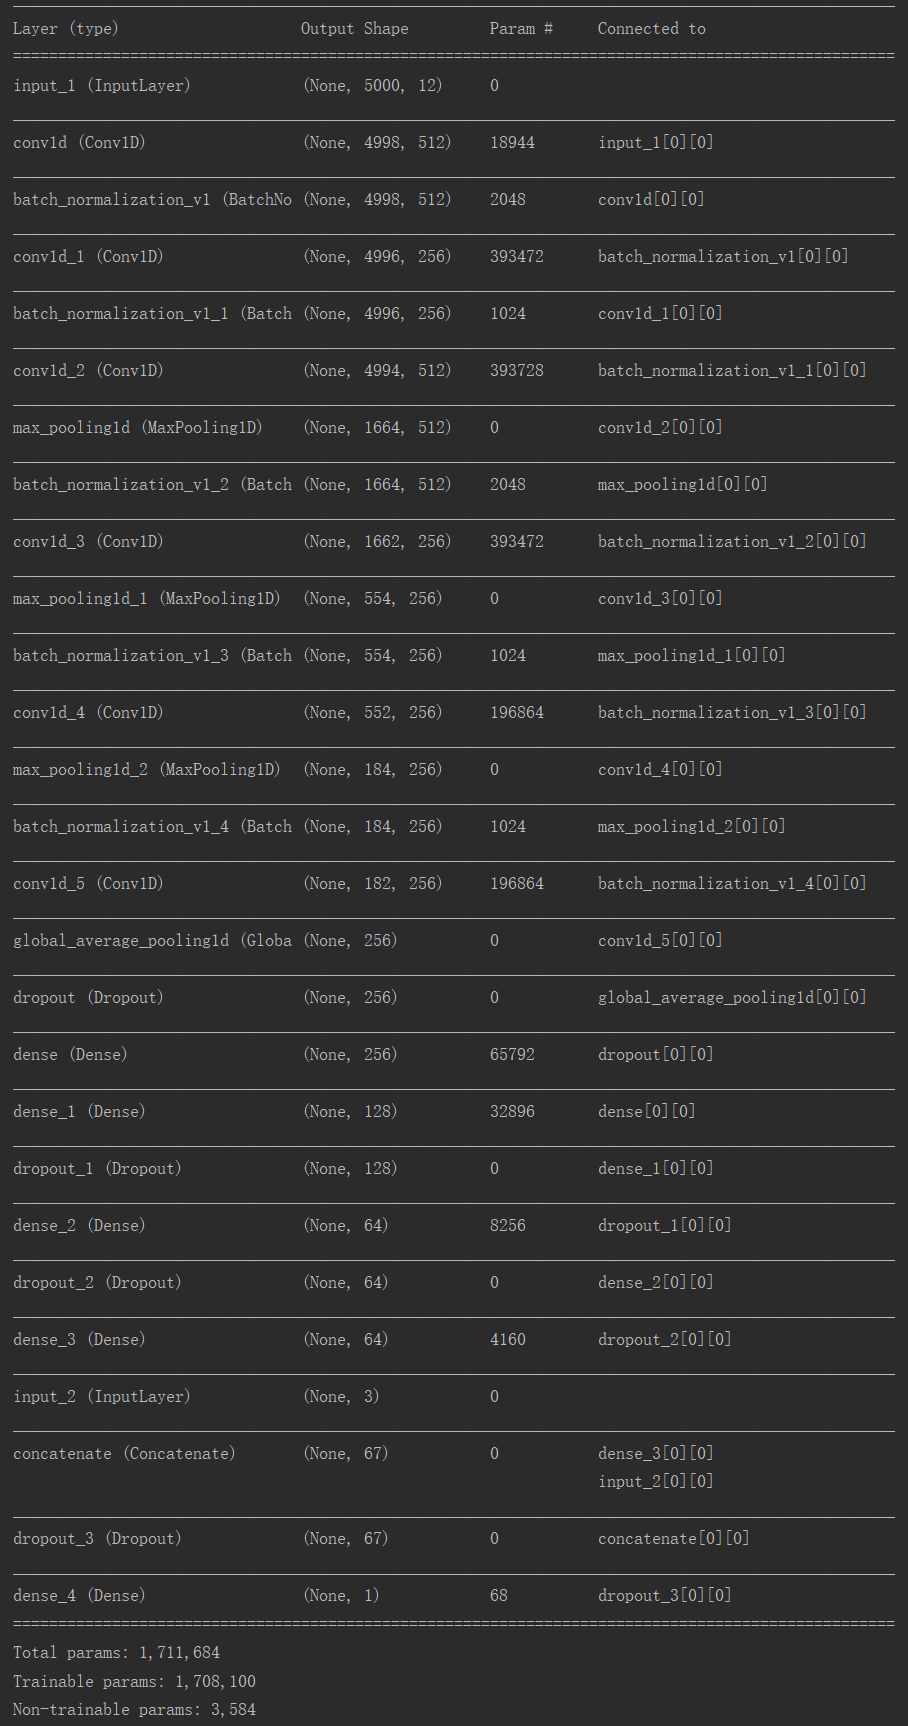 Layer (type) Output Shape Param # Connected to
==================================================================================================
input_1 (InputLayer) (None, 5000, 12) 0
conv1d (Conv1D) (None, 4998, 512) 18944 input_1[0][0]
batch_normalization_v1 (BatchNo (None, 4998, 512) 2048 conv1d[0][0]
conv1d_1 (Conv1D) (None, 4996, 256) 393472 batch_normalization_v1[0][0]
batch_normalization_v1_1 (Batch (None, 4996, 256) 1024 conv1d_1[0][0]
conv1d_2 (Conv1D) (None, 4994, 512) 393728 batch_normalization_v1_1[0][0]
max_pooling1d (MaxPooling1D) (None, 1664, 512) 0 conv1d_2[0][0]
batch_normalization_v1_2 (Batch (None, 1664, 512) 2048 max_pooling1d[0][0]
conv1d_3 (Conv1D) (None, 1662, 256) 393472 batch_normalization_v1_2[0][0]
max_pooling1d_1 (MaxPooling1D) (None, 554, 256) 0 conv1d_3[0][0]
batch_normalization_v1_3 (Batch (None, 554, 256) 1024 max_pooling1d_1[0][0]
conv1d_4 (Conv1D) (None, 552, 256) 196864 batch_normalization_v1_3[0][0]
max_pooling1d_2 (MaxPooling1D) (None, 184, 256) 0 conv1d_4[0][0]
batch_normalization_v1_4 (Batch (None, 184, 256) 1024 max_pooling1d_2[0][0]
conv1d_5 (Conv1D) (None, 182, 256) 196864 batch_normalization_v1_4[0][0]
global_average_pooling1d (Globa (None, 256) 0 conv1d_5[0][0]
dropout (Dropout) (None, 256) 0 global_average_pooling1d[0][0]
dense (Dense) (None, 256) 65792 dropout[0][0]
dense_1 (Dense) (None, 128) 32896 dense[0][0]
dropout_1 (Dropout) (None, 128) 0 dense_1[0][0]
dense_2 (Dense) (None, 64) 8256 dropout_1[0][0]
dropout_2 (Dropout) (None, 64) 0 dense_2[0][0]
dense_3 (Dense) (None, 64) 4160 dropout_2[0][0]
input_2 (InputLayer) (None, 3) 0
concatenate (Concatenate) (None, 67) 0 dense_3[0][0]
input_2[0][0]
dropout_3 (Dropout) (None, 67) 0 concatenate[0][0]
dense_4 (Dense) (None, 1) 68 dropout_3[0][0]
==================================================================================================
Total params: 1,711,684
Trainable params: 1,708,100
Non-trainable params: 3,584